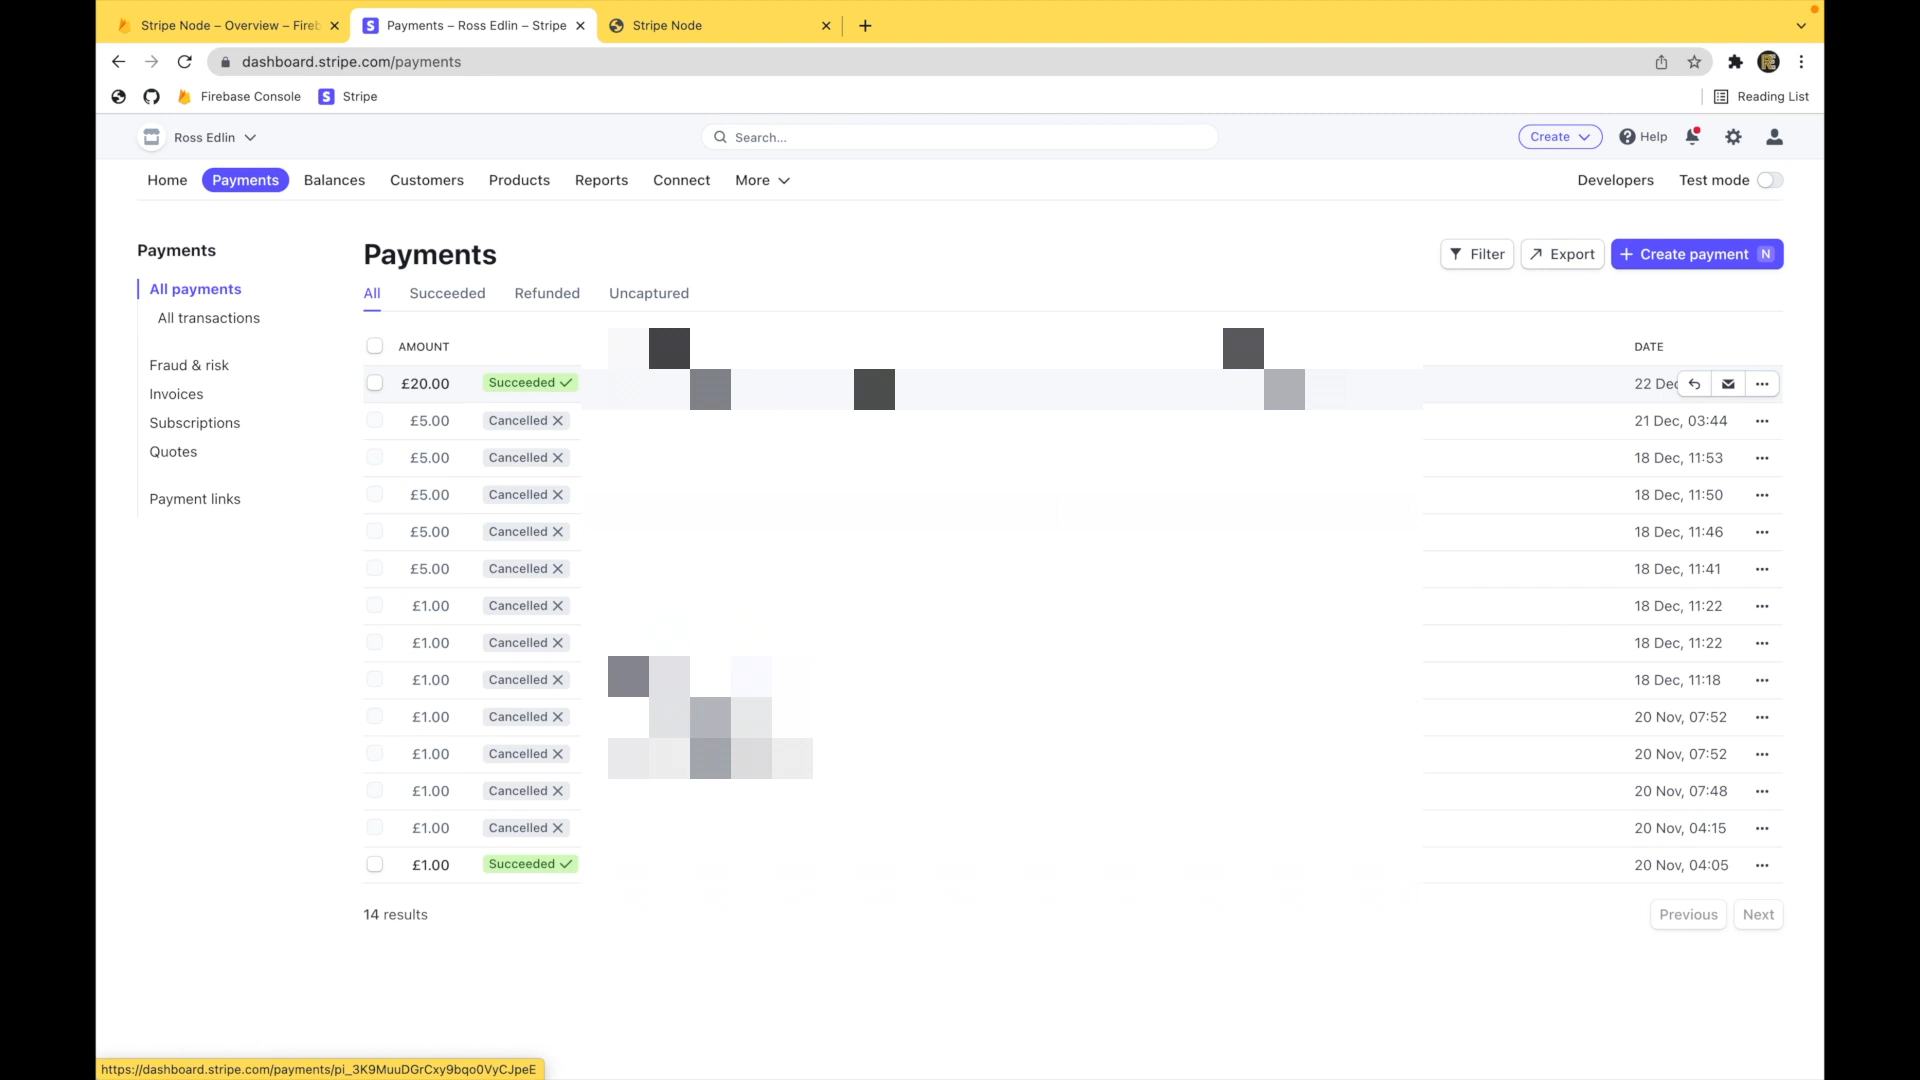 Stripe Node – Overview – Fireb
Payments – Ross Edlin – Stripe
Stripe Node
dashboard.stripe.com/payments
Firebase Console
Stripe
Reading List
Ross Edlin
Search...
Create
Help
Home
Payments
Balances
Customers
Products
Reports
Connect
More
Developers
Test mode
Payments
All payments
All transactions
Fraud & risk
Invoices
Subscriptions
Quotes
Payment links
Payments
Filter
Export
Create payment N
All
Succeeded
Refunded
Uncaptured
AMOUNT DATE
£20.00 Succeeded 22 Dec
£5.00 Cancelled 21 Dec, 03:44
£5.00 Cancelled 18 Dec, 11:53
£5.00 Cancelled 18 Dec, 11:50
£5.00 Cancelled 18 Dec, 11:46
£5.00 Cancelled 18 Dec, 11:41
£1.00 Cancelled 18 Dec, 11:22
£1.00 Cancelled 18 Dec, 11:22
£1.00 Cancelled 18 Dec, 11:18
£1.00 Cancelled 20 Nov, 07:52
£1.00 Cancelled 20 Nov, 07:52
£1.00 Cancelled 20 Nov, 07:48
£1.00 Cancelled 20 Nov, 04:15
£1.00 Succeeded 20 Nov, 04:05
14 results
Previous
Next
https://dashboard.stripe.com/payments/pi_3K9MuuDGrCxy9bqo0VyCJpeE